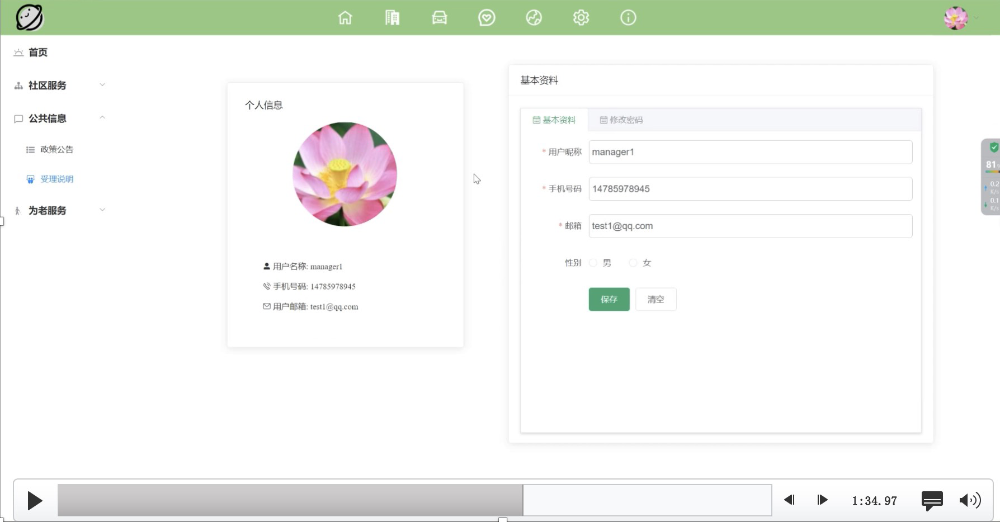 首页
社区服务
公共信息
政策公告
受理说明
为老服务
个人信息
用户名称: manager1
手机号码: 14785978945
用户邮箱: test1@qq.com
基本资料
基本资料
修改密码
* 用户昵称 manager1
* 手机号码 14785978945
* 邮箱 test1@qq.com
性别 男 女
保存 清空
81
0.2
K/s
0.1
K/s
1:34.97